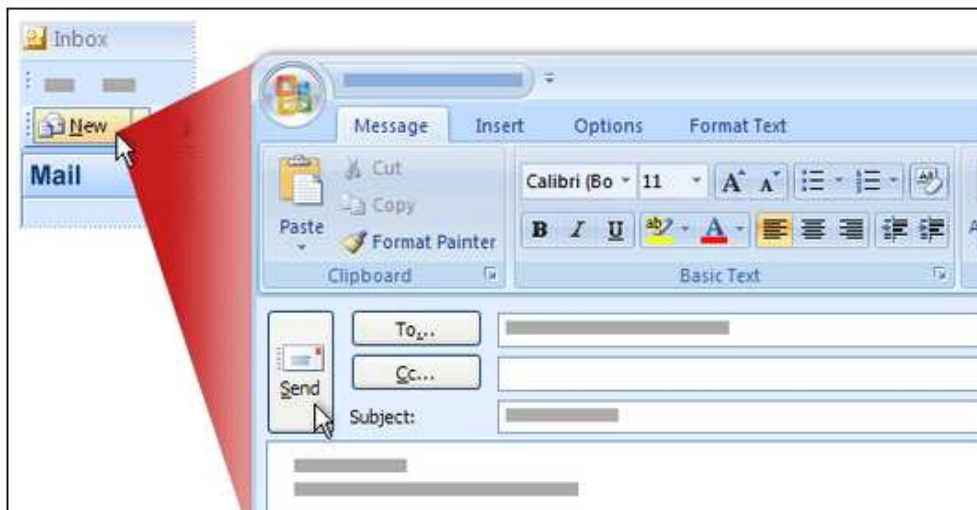 Inbox
New
Mail
Message Insert Options Format Text
Paste
Cut
Copy
Format Painter
Clipboard
Calibri (Bo 11 A A
B I U ab A
Basic Text
Send
To...
Cc...
Subject: